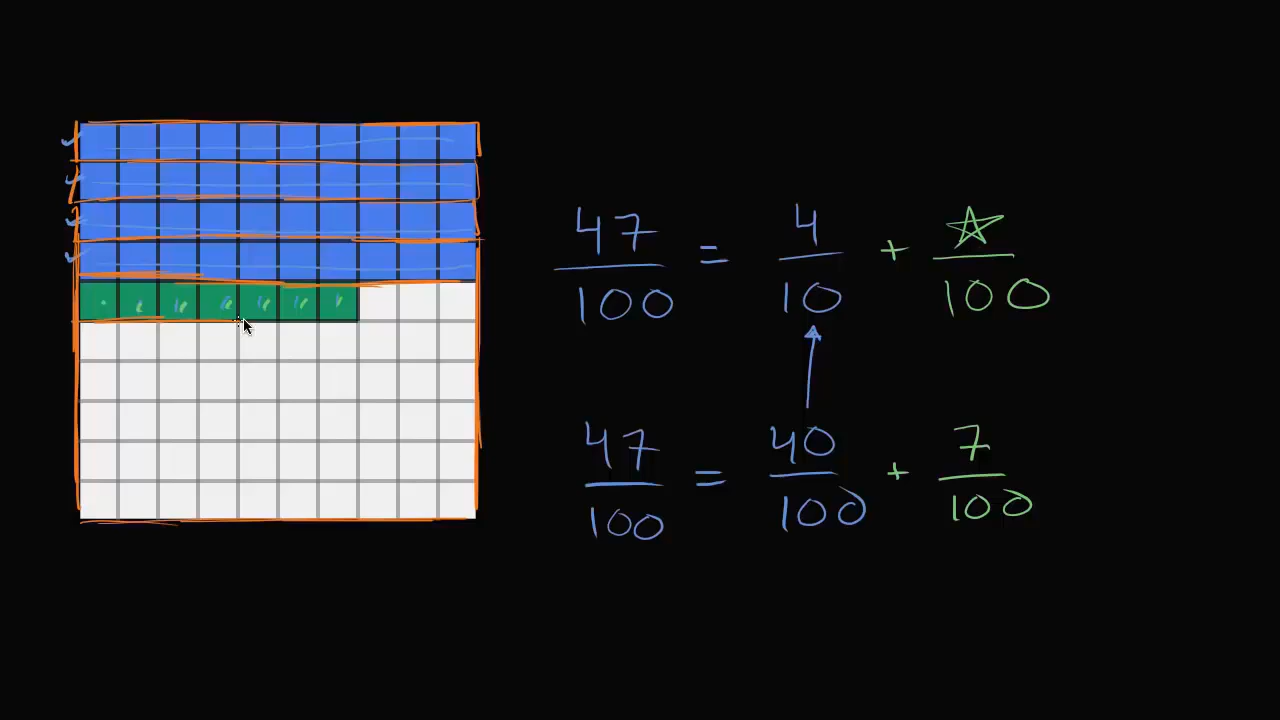 47/100 = 4/10 + ☆/100
47/100 = 40/100 + 7/100